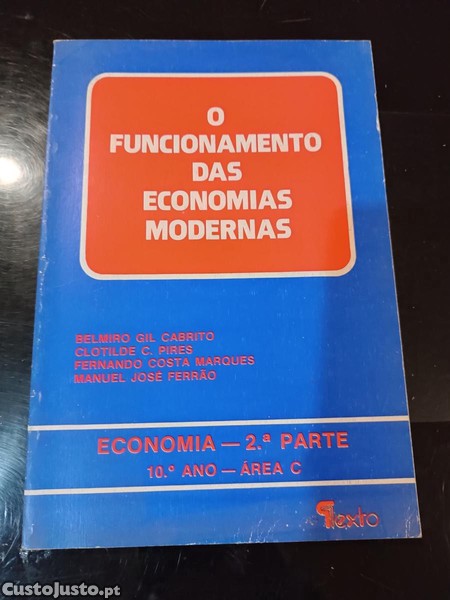 O
FUNCIONAMENTO
DAS
ECONOMIAS
MODERNAS
BELMIRO GIL CABRITO
CLOTILDE C. PIRES
FERNANDO COSTA MARQUES
MANUEL JOSÉ FERRÃO
ECONOMIA — 2.ª PARTE
10.º ANO — ÁREA C
Texto
CustoJusto.pt